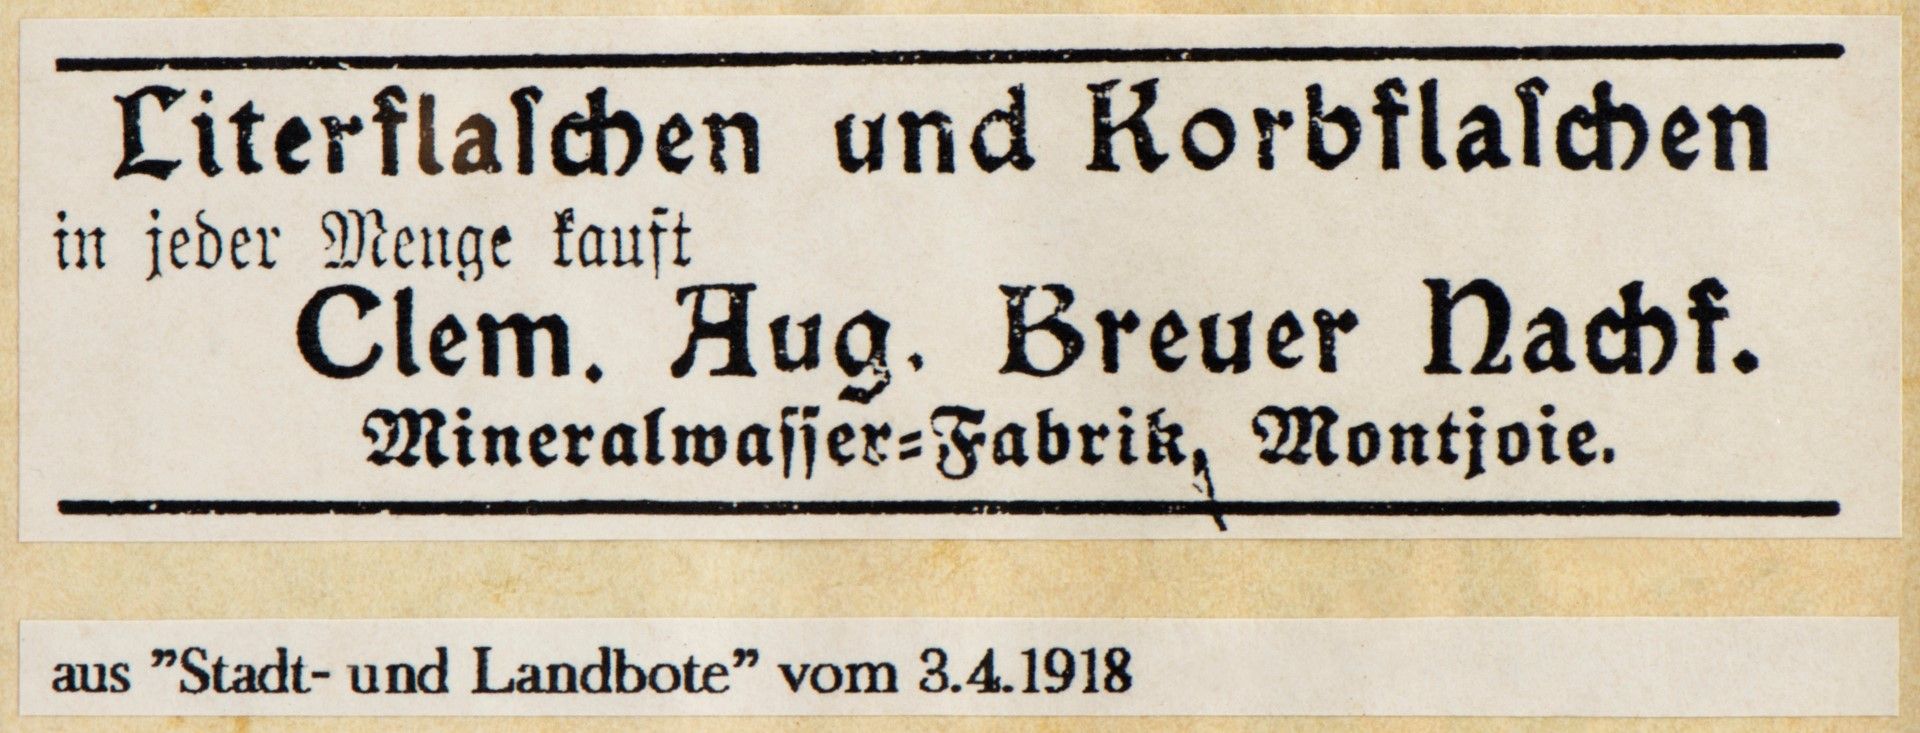 Literflaſchen und Korbflaſchen
in jeder Menge kauft
Clem. Aug. Breuer Nachf.
Mineralwaſſer=Fabrik, Montjoie.
aus ”Stadt- und Landbote” vom 3.4.1918